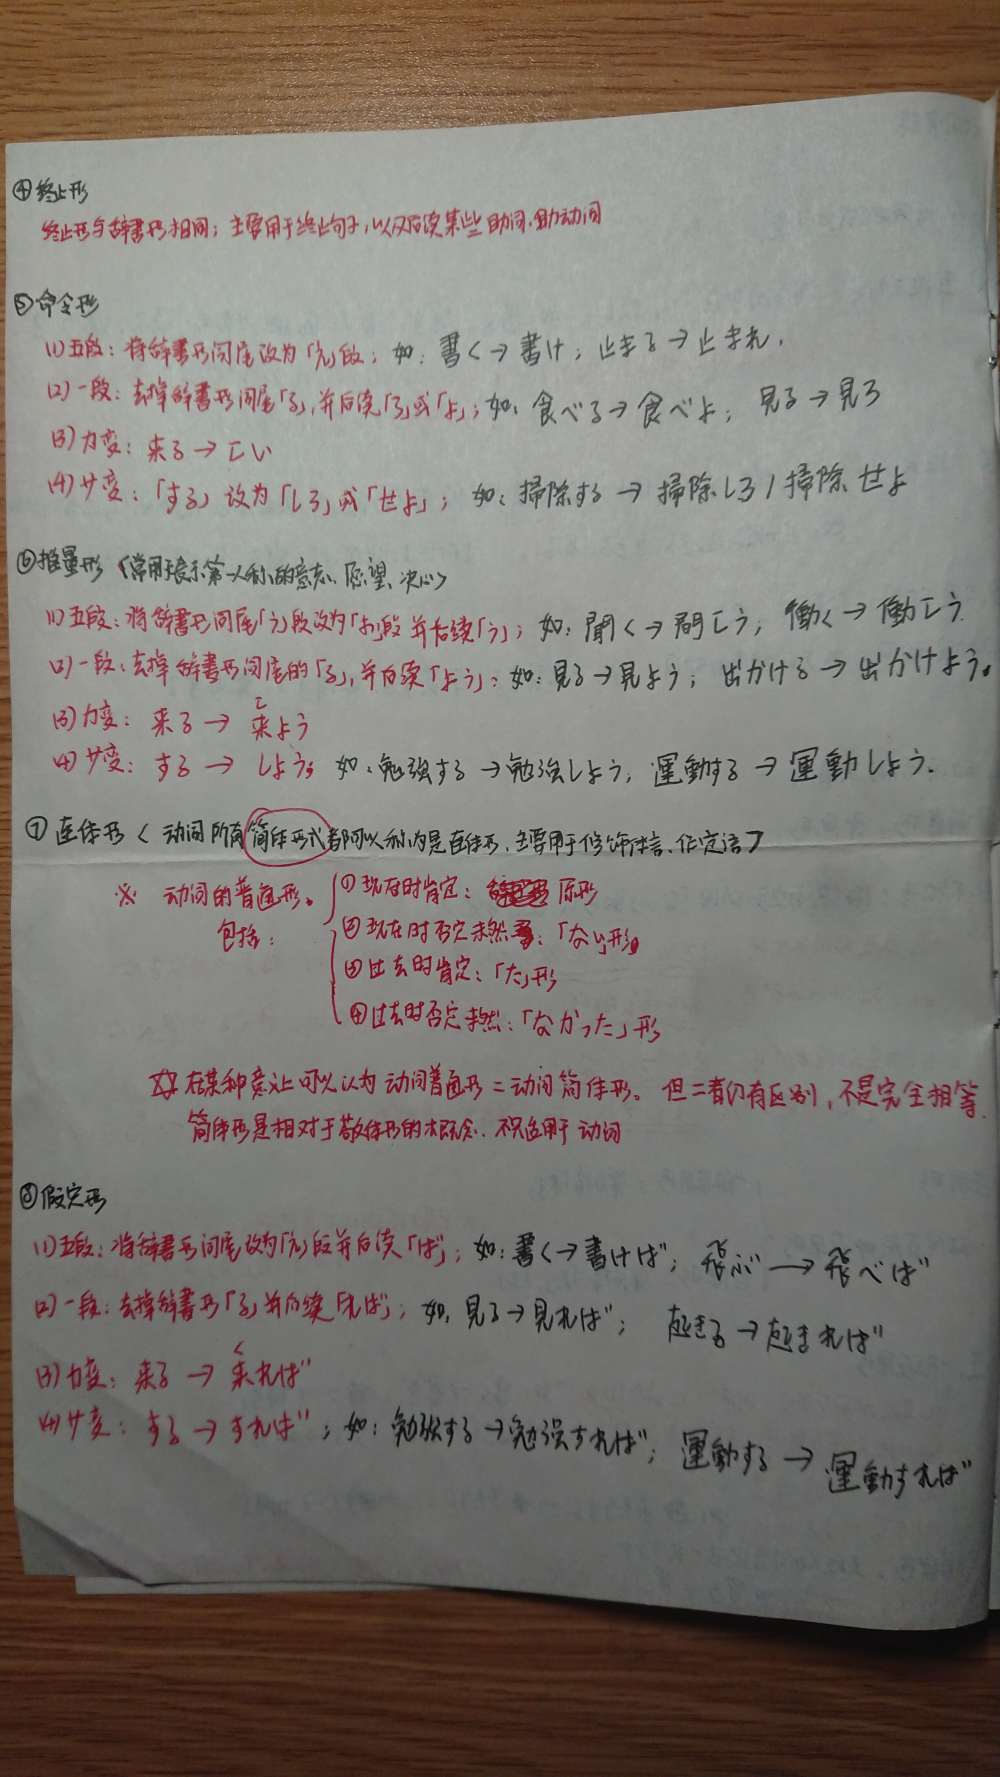 ④终止形
终止形与辞書形相同；主要用于终止句子，以及后续某些助词、助动词
⑤命令形
(1)五段：将辞書形词尾改为「え」段；如：書く→書け；止まる→止まれ．
(2)一段：去掉辞書形词尾「る」，并后续「ろ」或「よ」；如：食べる→食べよ；見る→見ろ
(3)カ变：来る→こい
(4)サ变：「する」改为「しろ」或「せよ」；如：掃除する→掃除しろ/掃除せよ
⑥推量形〈常用于表示第一人称的意志、愿望、决心〉
(1)五段：将辞書形词尾「う」段改为「お」段并后续「う」；如：聞く→聞こう；働く→働こう．
(2)一段：去掉辞書形词尾的「る」，并后续「よう」；如：見る→見よう；出かける→出かけよう。
(3)カ变：来る→来よう
こ
(4)サ变：する→しよう；如：勉強する→勉強しよう；運動する→運動しよう．
⑦连体形〈动词所有简体形式都可以称为是连体形，主要用于修饰体言、作定语〉
※ 动词的普通形。
包括：
①现在时肯定：原形
②现在时否定未然：「ない」形
③过去时肯定：「た」形
④过去时否定未然：「なかった」形
☆在某种意义上可以认为动词普通形＝动词简体形。但二者仍有区别，不是完全相等．
简体形是相对于敬体形的概念．不只适用于动词
⑧假定形
(1)五段：将辞書形词尾改为「え」段并后续「ば」；如：書く→書けば；飛ぶ→飛べば
(2)一段：去掉辞書形「る」并后续「れば」；如，見る→見れば；起きる→起きれば
(3)カ变：来る→来れば
く
(4)サ变：する→すれば；如：勉強する→勉強すれば；運動する→運動すれば